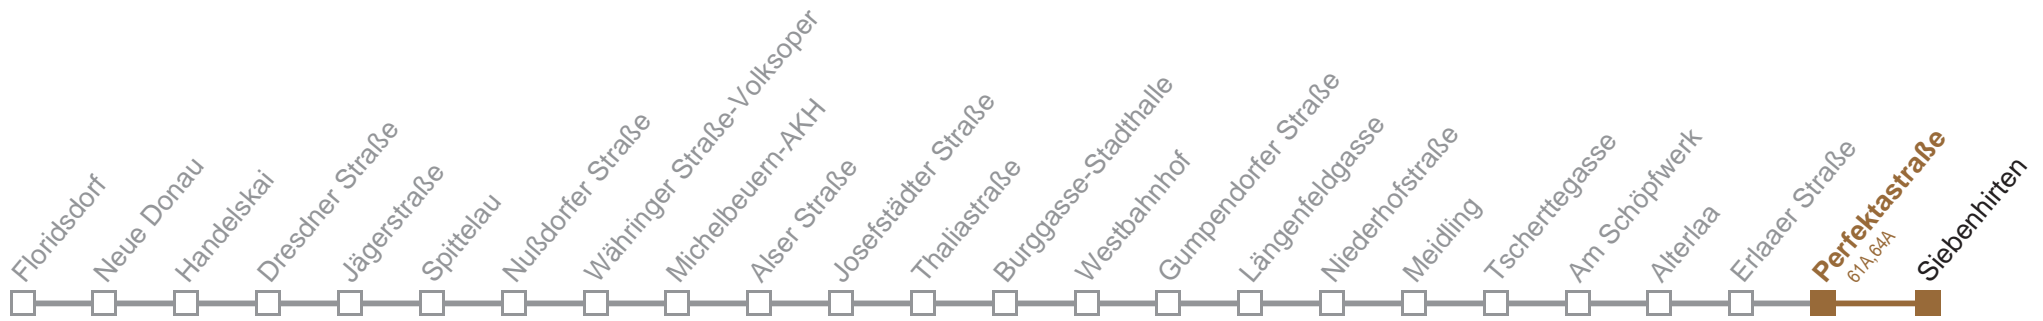 Floridsdorf
Neue Donau
Handelskai
Dresdner Straße
Jägerstraße
Spittelau
Nußdorfer Straße
Währinger Straße-Volksoper
Michelbeuern-AKH
Alser Straße
Josefstädter Straße
Thaliastraße
Burggasse-Stadthalle
Westbahnhof
Gumpendorfer Straße
Längenfeldgasse
Niederhofstraße
Meidling
Tscherttegasse
Am Schöpfwerk
Alterlaa
Erlaaer Straße
Perfektastraße
61A,64A
Siebenhirten